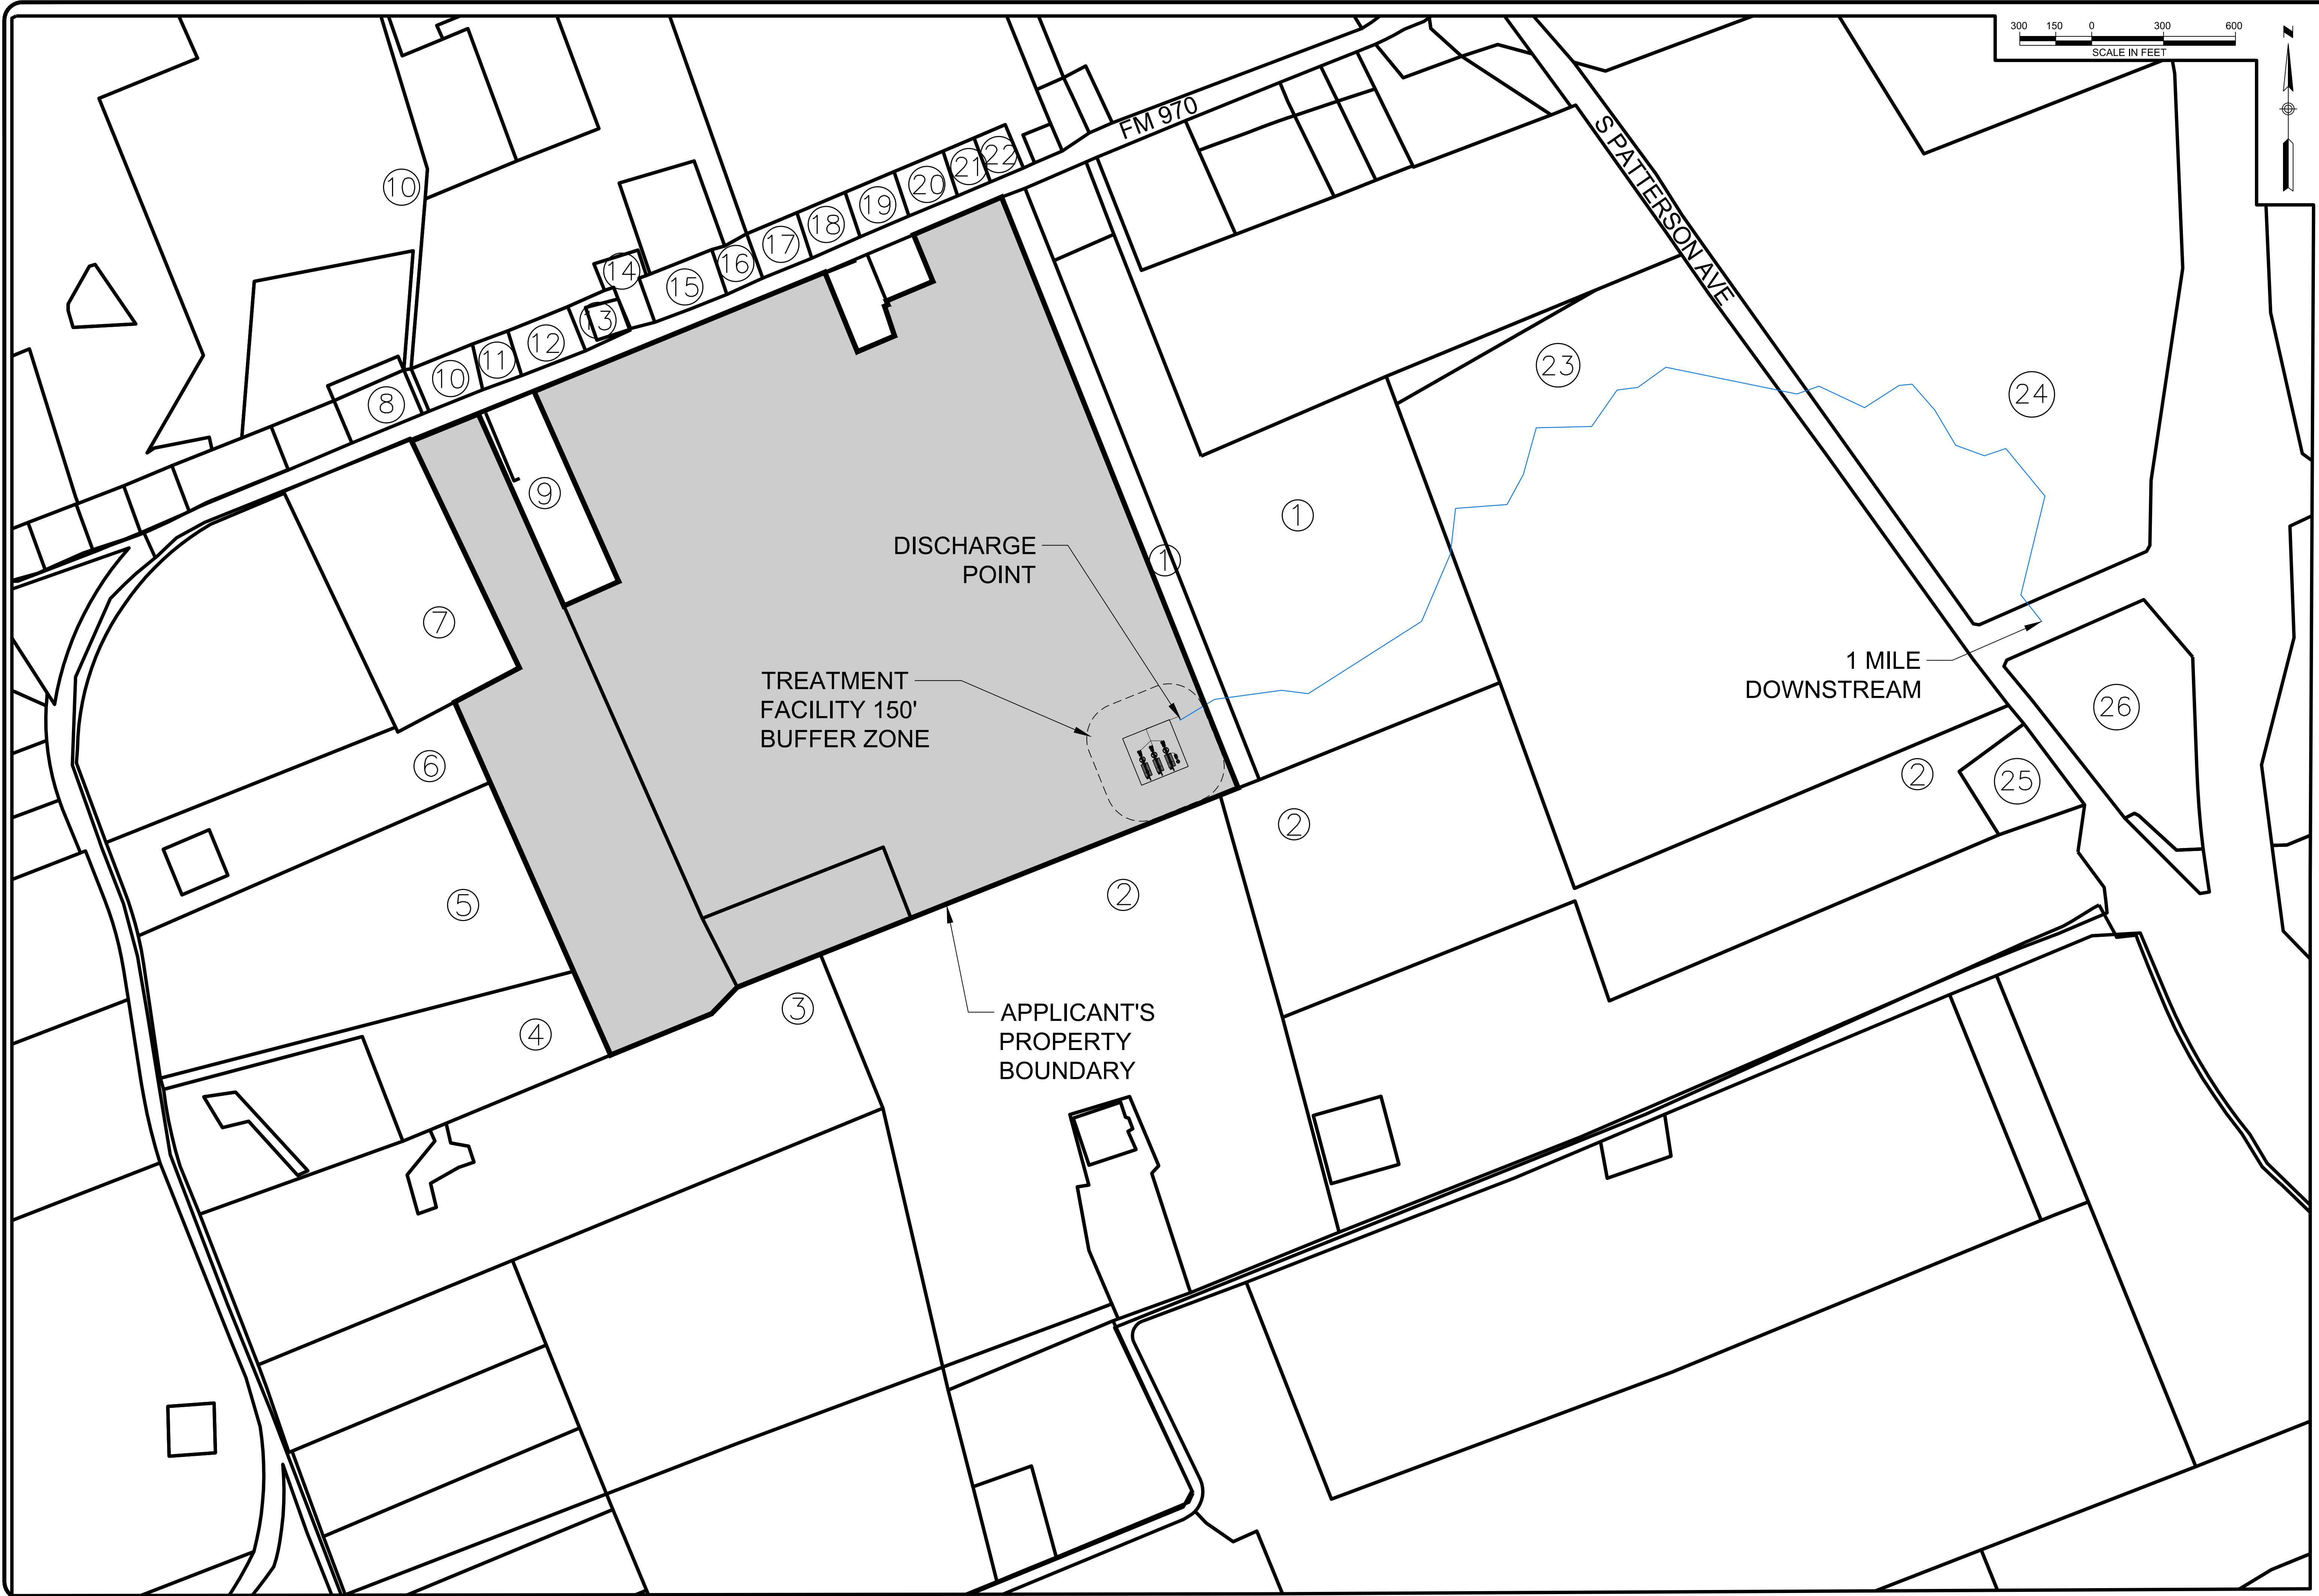 300 150 0 300 600
SCALE IN FEET
N
FM 970
S PATTERSON AVE
10
22
21
20
19
18
17
16
14
15
13
12
11
10
8
23
24
9
1
DISCHARGE
POINT
1
7
TREATMENT
FACILITY 150'
BUFFER ZONE
1 MILE
DOWNSTREAM
26
6
2
25
2
5
2
3
APPLICANT'S
PROPERTY
BOUNDARY
4